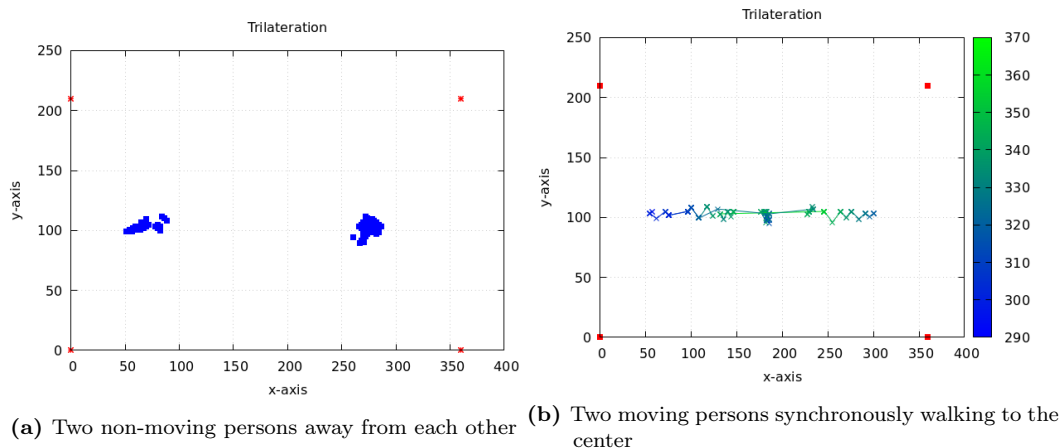 Trilateration
250
200
150
100
50
0
0 50 100 150 200 250 300 350 400
y-axis
x-axis
(a) Two non-moving persons away from each other
Trilateration
250
200
150
100
50
0
0 50 100 150 200 250 300 350 400
y-axis
x-axis
370
360
350
340
330
320
310
300
290
(b) Two moving persons synchronously walking to the
center